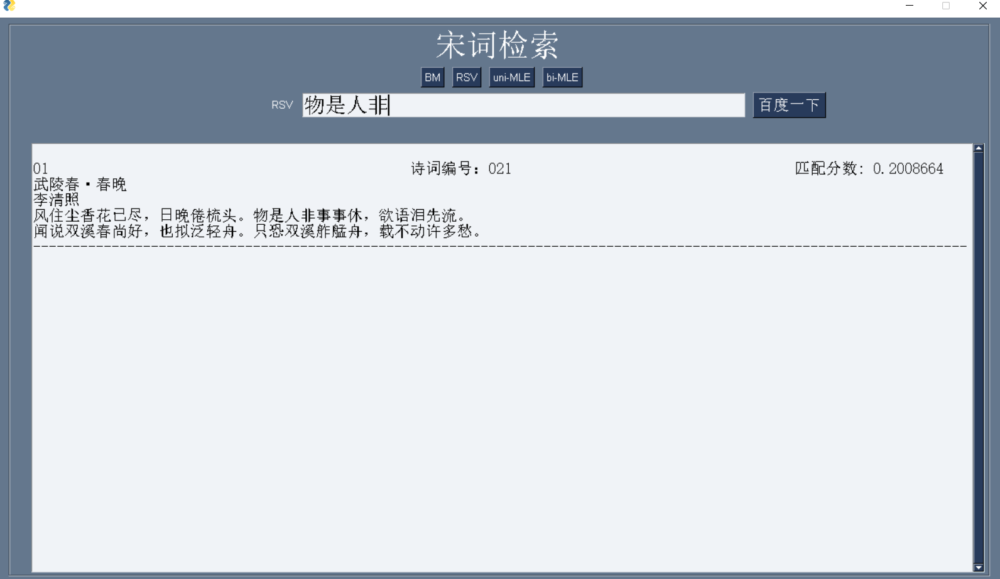 宋词检索
BM RSV uni-MLE bi-MLE
RSV 物是人非 百度一下
01 诗词编号：021 匹配分数: 0.2008664
武陵春·春晚
李清照
风住尘香花已尽，日晚倦梳头。物是人非事事休，欲语泪先流。
闻说双溪春尚好，也拟泛轻舟。只恐双溪舴艋舟，载不动许多愁。